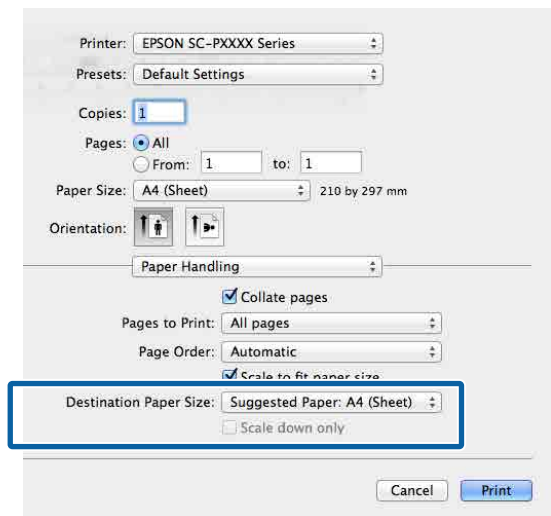 Printer: EPSON SC-PXXXX Series
Presets: Default Settings
Copies: 1
Pages: All
From: 1 to: 1
Paper Size: A4 (Sheet) 210 by 297 mm
Orientation:
Paper Handling
Collate pages
Pages to Print: All pages
Page Order: Automatic
Scale to fit paper size
Destination Paper Size: Suggested Paper: A4 (Sheet)
Scale down only
Cancel Print